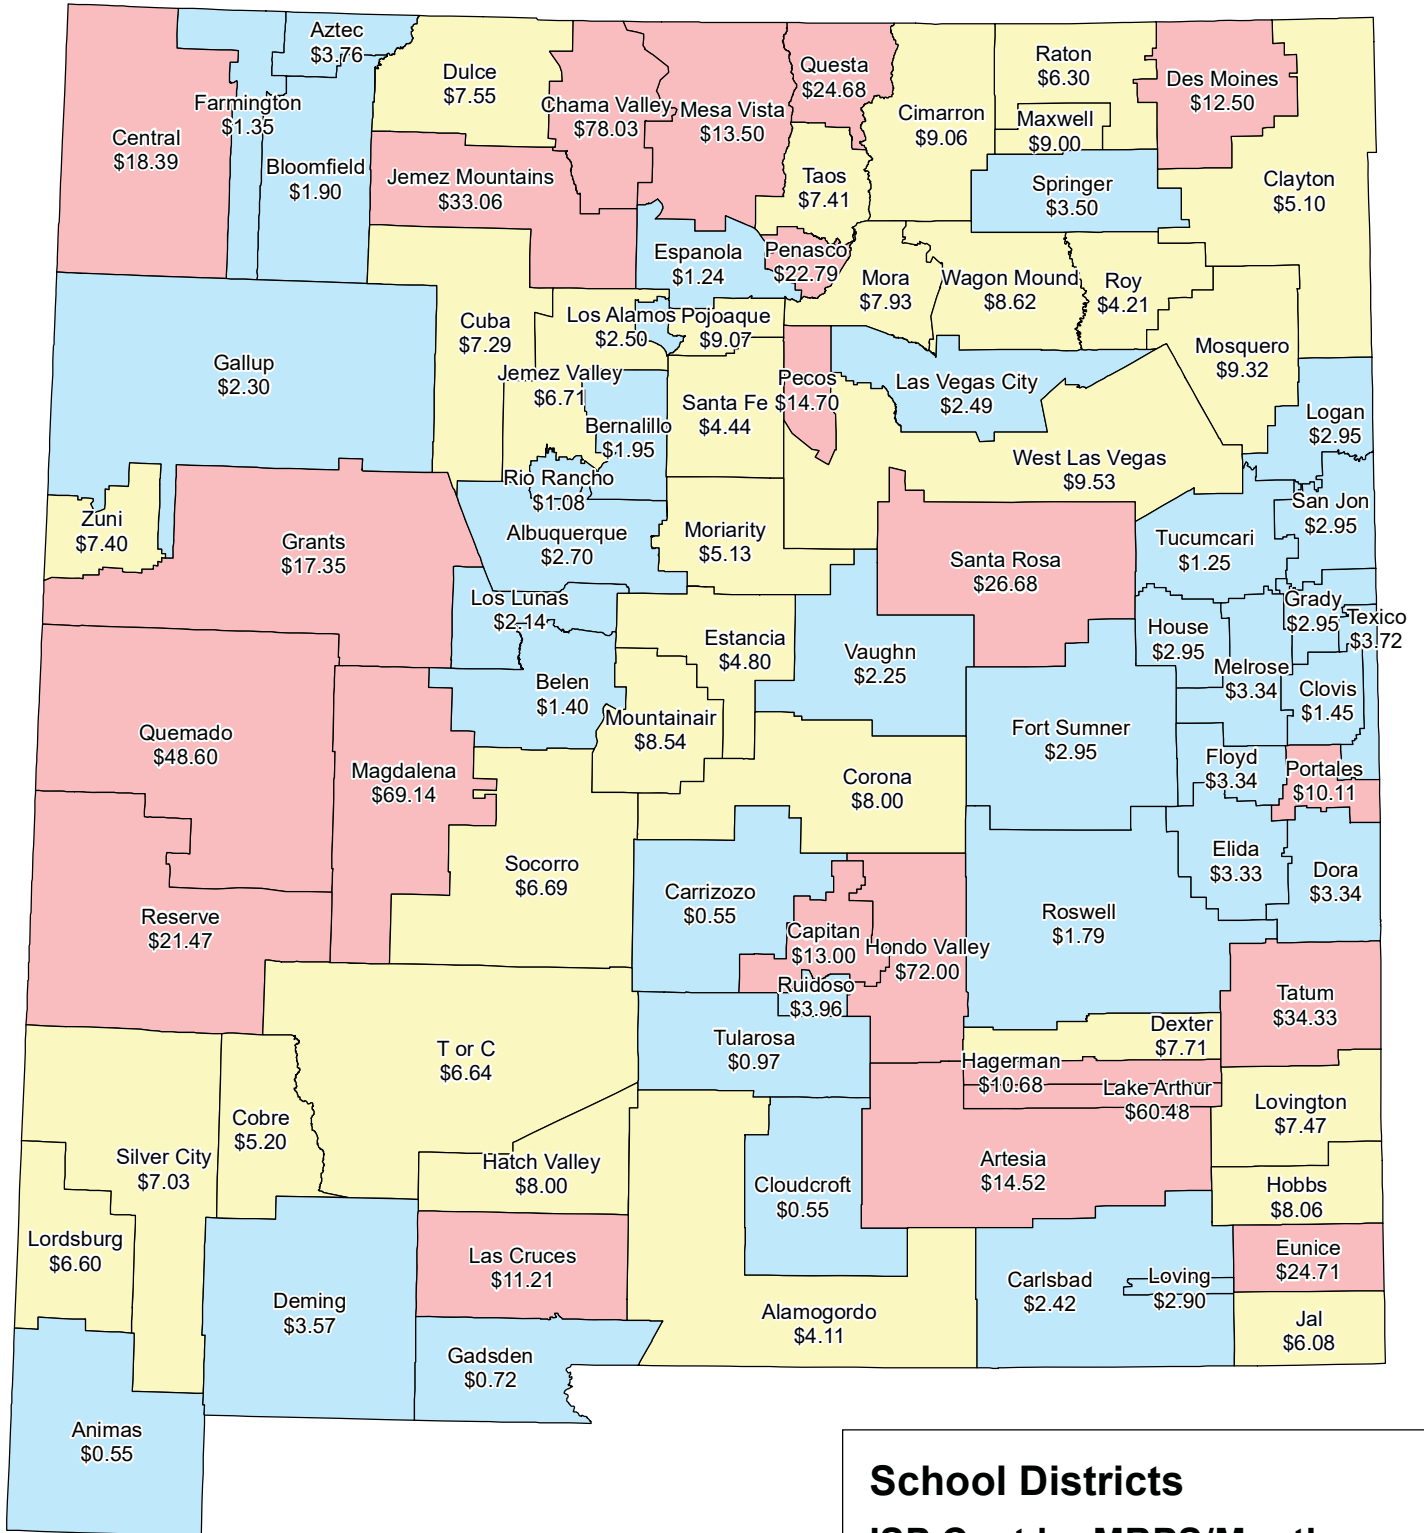 Aztec
$3.76
Dulce
$7.55
Farmington
$1.35
Central
$18.39
Bloomfield
$1.90
Chama Valley
$78.03
Mesa Vista
$13.50
Questa
$24.68
Cimarron
$9.06
Raton
$6.30
Maxwell
$9.00
Des Moines
$12.50
Jemez Mountains
$33.06
Taos
$7.41
Springer
$3.50
Clayton
$5.10
Espanola
$1.24
Penasco
$22.79
Mora
$7.93
Wagon Mound
$8.62
Roy
$4.21
Cuba
$7.29
Los Alamos
$2.50
Pojoaque
$9.07
Mosquero
$9.32
Gallup
$2.30
Jemez Valley
$6.71
Santa Fe
$4.44
Pecos
$14.70
Las Vegas City
$2.49
Bernalillo
$1.95
Logan
$2.95
West Las Vegas
$9.53
Rio Rancho
$1.08
San Jon
$2.95
Zuni
$7.40
Grants
$17.35
Albuquerque
$2.70
Moriarity
$5.13
Santa Rosa
$26.68
Tucumcari
$1.25
Los Lunas
$2.14
Grady
$2.95
Texico
$3.72
Estancia
$4.80
Vaughn
$2.25
House
$2.95
Melrose
$3.34
Belen
$1.40
Clovis
$1.45
Mountainair
$8.54
Quemado
$48.60
Magdalena
$69.14
Fort Sumner
$2.95
Corona
$8.00
Floyd
$3.34
Portales
$10.11
Socorro
$6.69
Carrizozo
$0.55
Elida
$3.33
Dora
$3.34
Reserve
$21.47
Capitan
$13.00
Hondo Valley
$72.00
Roswell
$1.79
Ruidoso
$3.96
Tatum
$34.33
Tularosa
$0.97
Dexter
$7.71
T or C
$6.64
Hagerman
$10.68
Lake Arthur
$60.48
Cobre
$5.20
Lovington
$7.47
Silver City
$7.03
Hatch Valley
$8.00
Cloudcroft
$0.55
Artesia
$14.52
Hobbs
$8.06
Lordsburg
$6.60
Las Cruces
$11.21
Eunice
$24.71
Deming
$3.57
Carlsbad
$2.42
Loving
$2.90
Alamogordo
$4.11
Jal
$6.08
Gadsden
$0.72
Animas
$0.55
School Districts